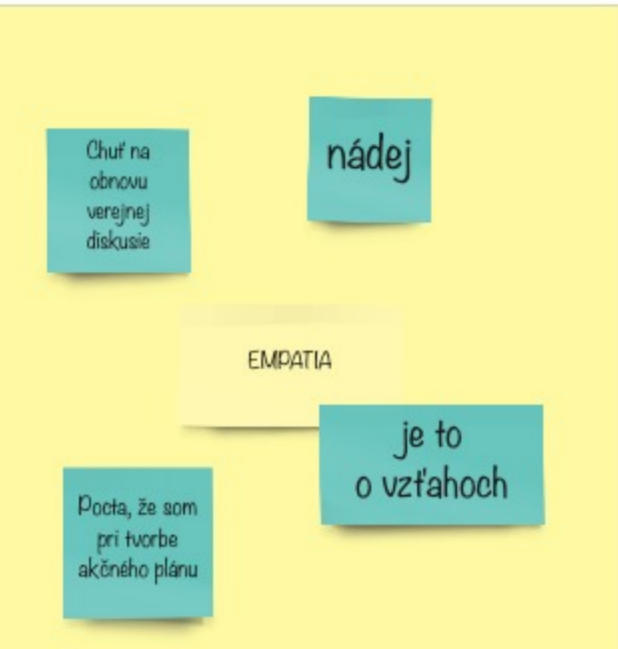 Chuť na
obnovu
verejnej
diskusie
nádej
EMPATIA
je to
o vzťahoch
Pocta, že som
pri tvorbe
akčného plánu